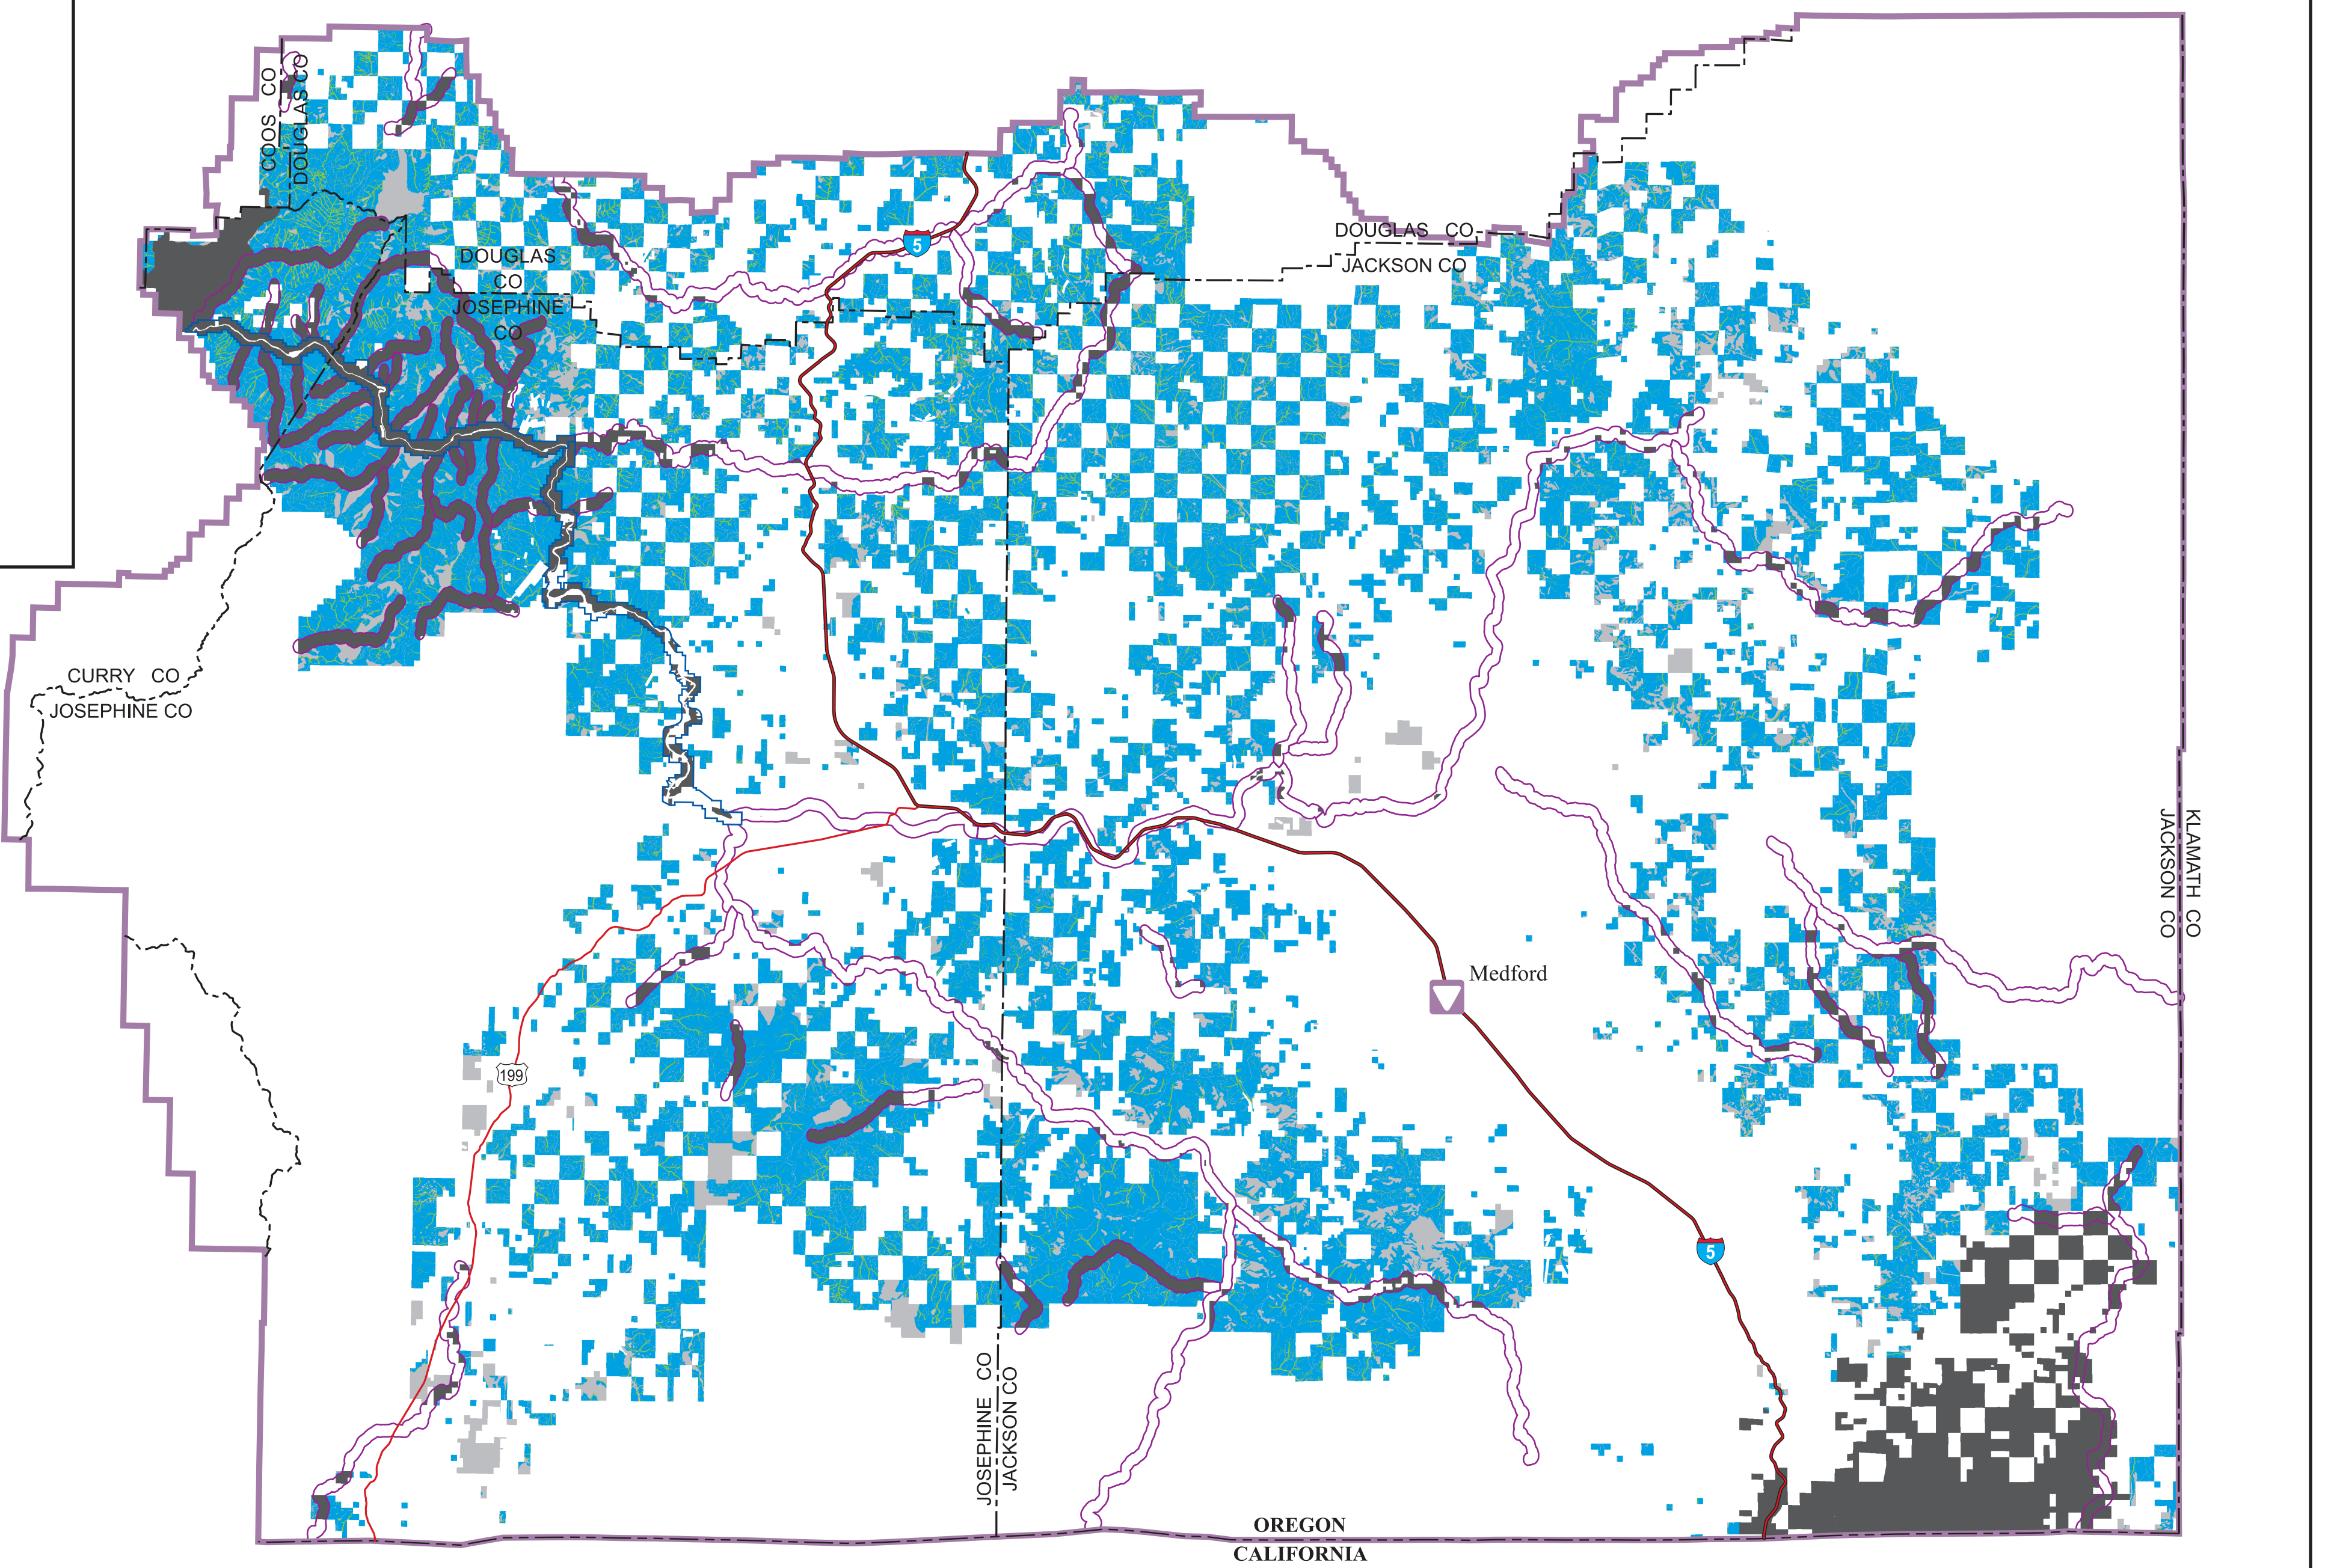 COOS CO
DOUGLAS CO
5
DOUGLAS CO
JACKSON CO
DOUGLAS
CO
JOSEPHINE
CO
CURRY CO
JOSEPHINE CO
KLAMATH CO
JACKSON CO
Medford
199
5
JOSEPHINE CO
JACKSON CO
OREGON
CALIFORNIA